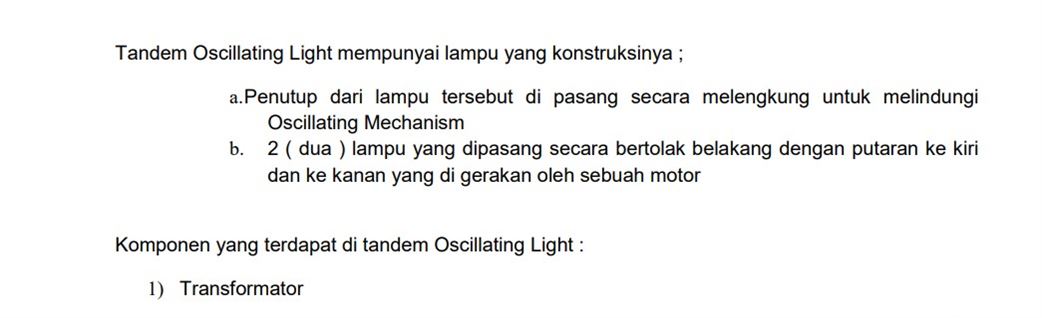 Tandem Oscillating Light mempunyai lampu yang konstruksinya ;
a.Penutup dari lampu tersebut di pasang secara melengkung untuk melindungi
Oscillating Mechanism
b. 2 ( dua ) lampu yang dipasang secara bertolak belakang dengan putaran ke kiri
dan ke kanan yang di gerakan oleh sebuah motor
Komponen yang terdapat di tandem Oscillating Light :
1) Transformator